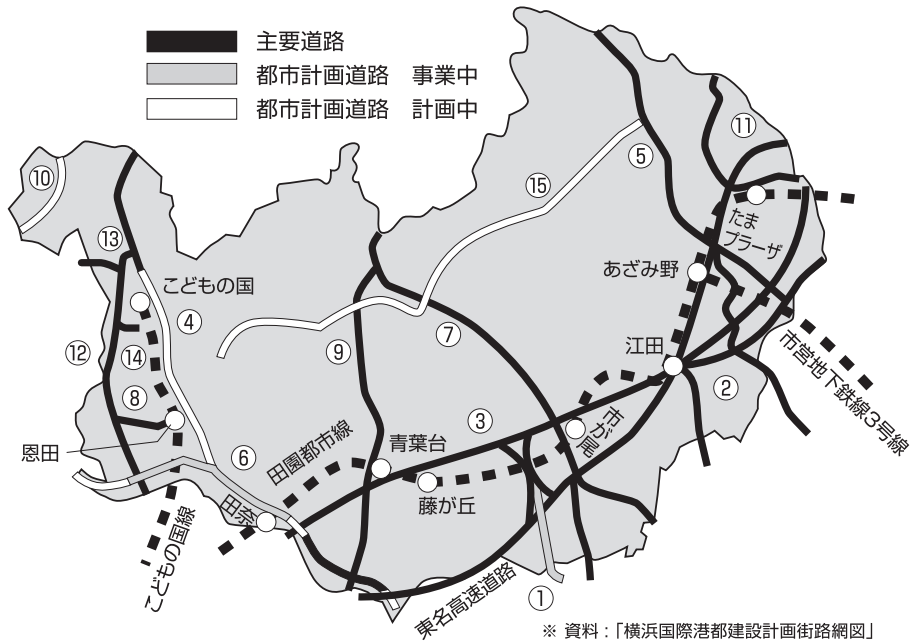 主要道路
都市計画道路 事業中
都市計画道路 計画中
⑪
⑤
⑩
⑮
たま
プラーザ
⑬
あざみ野
こどもの国
④
⑦
市営地下鉄線3号線
⑫
⑭
⑨
江田
②
⑧
③
市が尾
恩田
⑥
田園都市線
青葉台
藤が丘
田奈
こどもの国線
東名高速道路
①
※ 資料：「横浜国際港都建設計画街路網図」